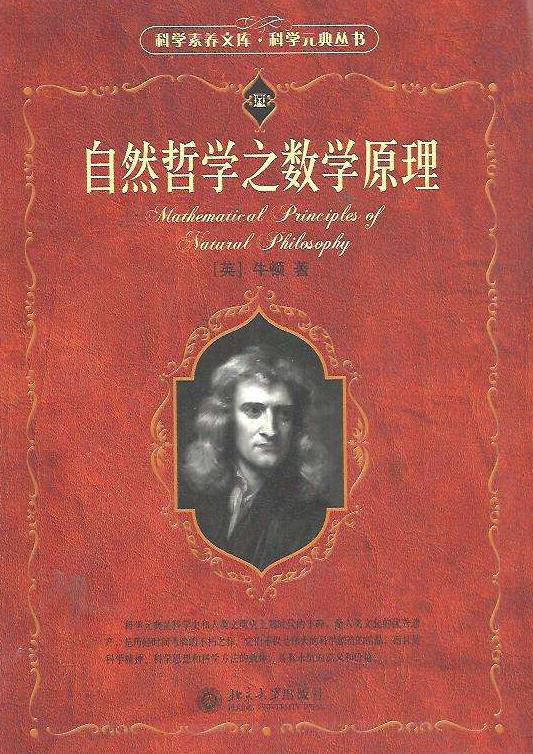 科学素养文库·科学元典丛书
自然哲学之数学原理
Mathematical Principles of
Natural Philosophy
[英] 牛顿 著
科学元典是科学史和人类文明史上划时代的丰碑，是人类文化的优秀遗
产，是历经时间考验的不朽之作。它们不仅是伟大的科学创造的结晶，而且是
科学精神、科学思想和科学方法的载体，具有永恒的意义和价值。
北京大学出版社
PEKING UNIVERSITY PRESS